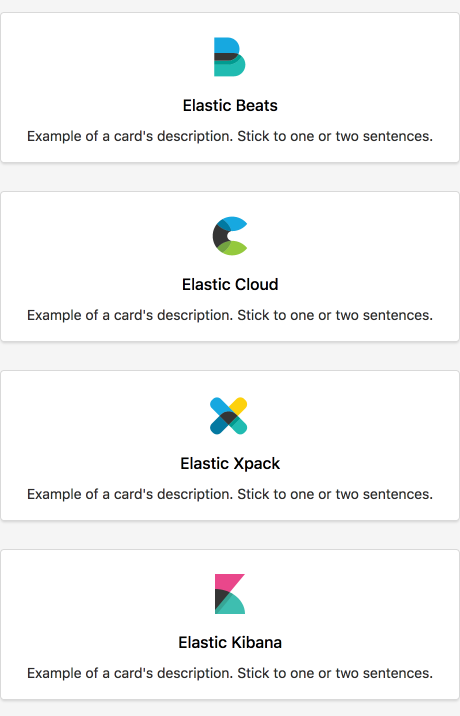 Elastic Beats
Example of a card's description. Stick to one or two sentences.
Elastic Cloud
Example of a card's description. Stick to one or two sentences.
Elastic Xpack
Example of a card's description. Stick to one or two sentences.
Elastic Kibana
Example of a card's description. Stick to one or two sentences.